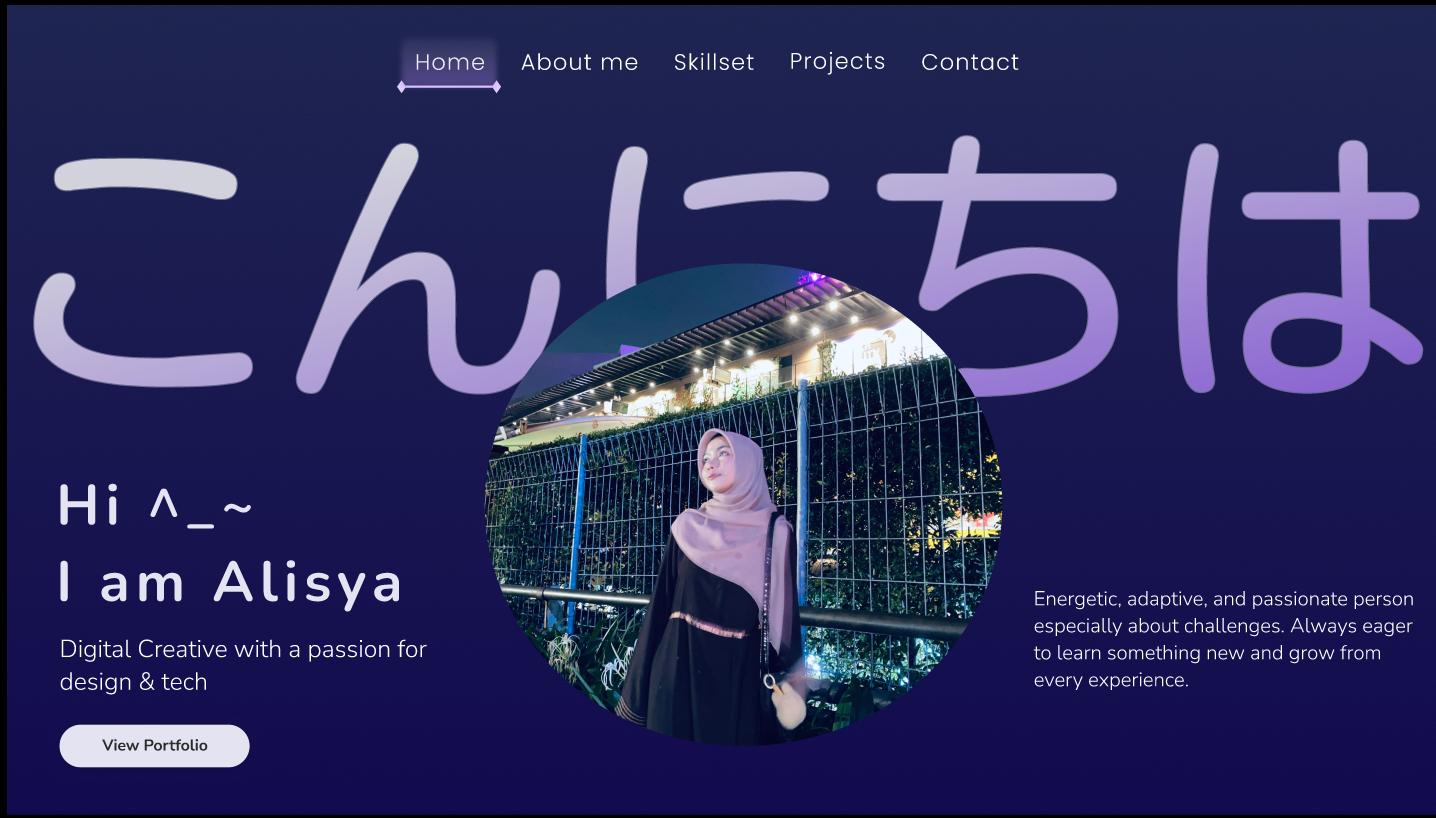 Home About me Skillset Projects Contact
こんにちは
Hi ^_~
I am Alisya
Digital Creative with a passion for
design & tech
View Portfolio
Energetic, adaptive, and passionate person
especially about challenges. Always eager
to learn something new and grow from
every experience.